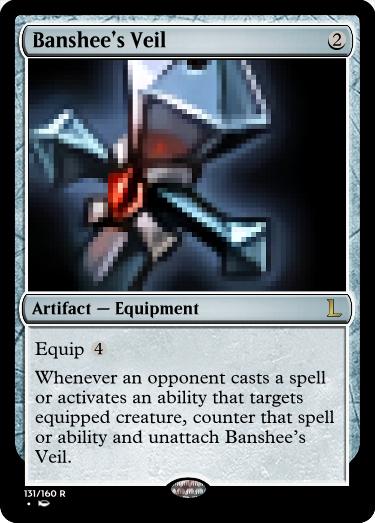 Banshee's Veil 2
Artifact — Equipment L
Equip 4
Whenever an opponent casts a spell
or activates an ability that targets
equipped creature, counter that spell
or ability and unattach Banshee's
Veil.
131/160 R